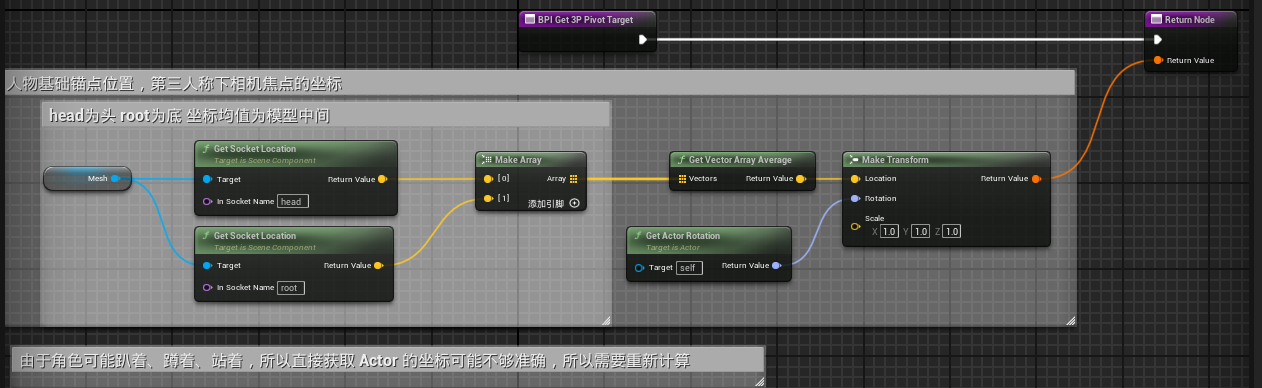 BPI Get 3P Pivot Target
Return Node
Return Value
人物基础锚点位置，第三人称下相机焦点的坐标
head为头 root为底 坐标均值为模型中间
Mesh
Get Socket Location
Target is Scene Component
Target Return Value
In Socket Name head
Get Socket Location
Target is Scene Component
Target Return Value
In Socket Name root
Make Array
[0] Array
[1]
添加引脚
Get Vector Array Average
Vectors Return Value
Get Actor Rotation
Target is Actor
Target self Return Value
Make Transform
Location Return Value
Rotation
Scale
X 1.0 Y 1.0 Z 1.0
由于角色可能趴着、蹲着、站着，所以直接获取 Actor 的坐标可能不够准确，所以需要重新计算